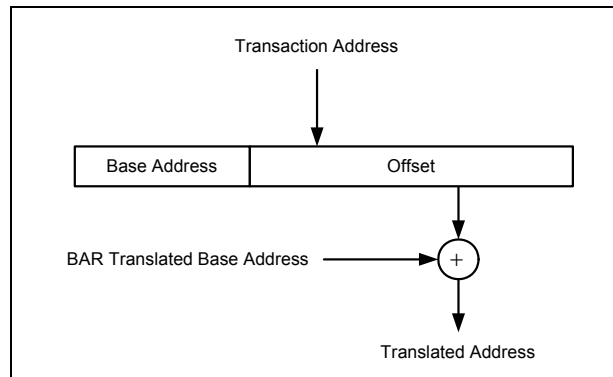 Transaction Address
Base Address
Offset
BAR Translated Base Address
+
Translated Address